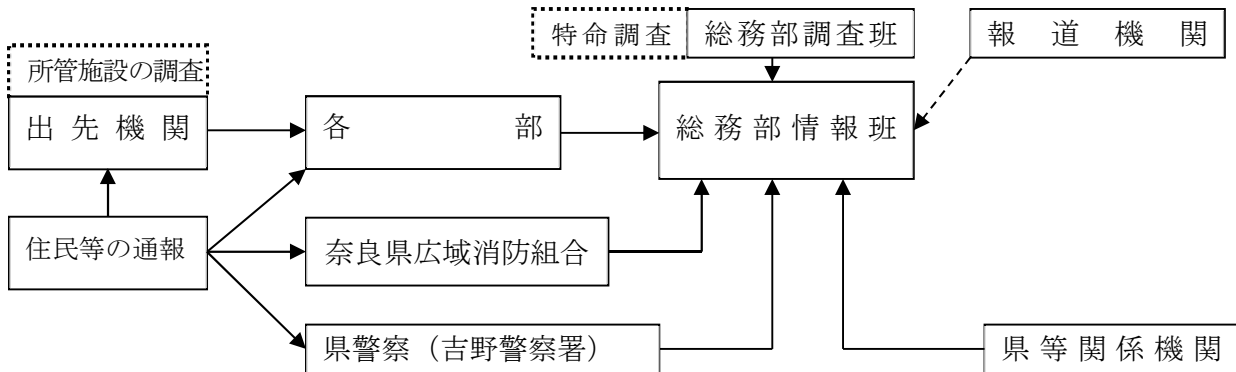 特命調査 総務部調査班 報道機関
所管施設の調査
出先機関 各部 総務部情報班
住民等の通報 奈良県広域消防組合
県警察（吉野警察署） 県等関係機関